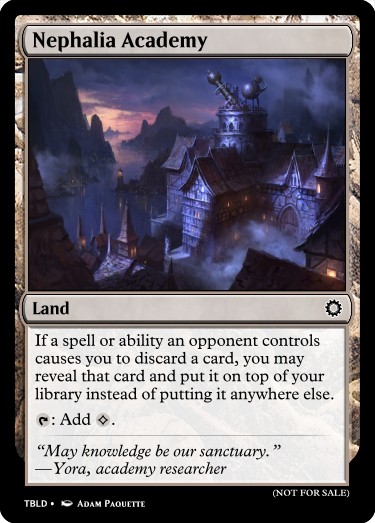 Nephalia Academy
Land
If a spell or ability an opponent controls
causes you to discard a card, you may
reveal that card and put it on top of your
library instead of putting it anywhere else.
: Add .
“May knowledge be our sanctuary.”
—Yora, academy researcher
TBLD • Adam Paquette
(NOT FOR SALE)